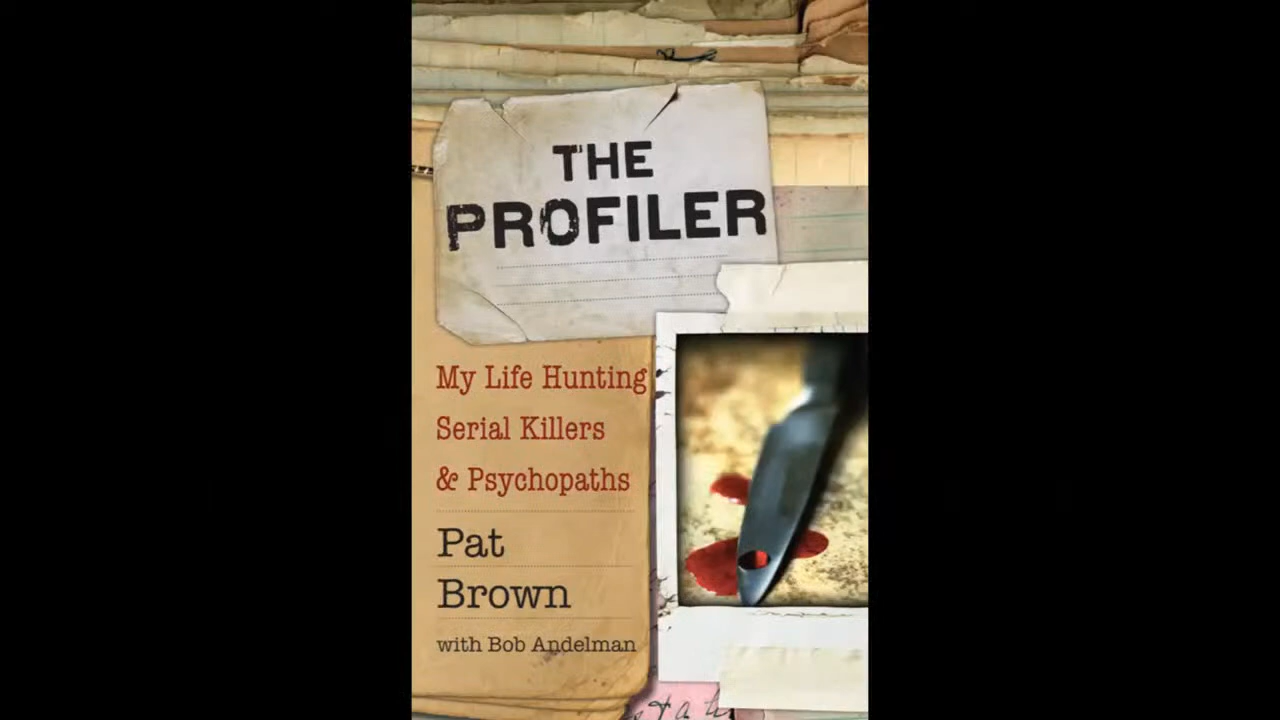 THE
PROFILER
My Life Hunting
Serial Killers
& Psychopaths
Pat
Brown
with Bob Andelman